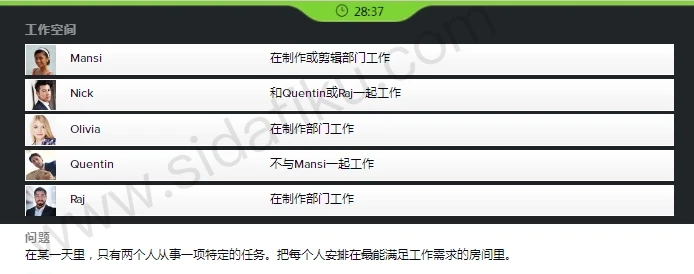 28:37
工作空间
Mansi 在制作或剪辑部门工作
Nick 和Quentin或Raj一起工作
Olivia 在制作部门工作
Quentin 不与Mansi一起工作
Raj 在制作部门工作
问题
在某一天里，只有两个人从事一项特定的任务。把每个人安排在最能满足工作需求的房间里。
www.sidatiku.com